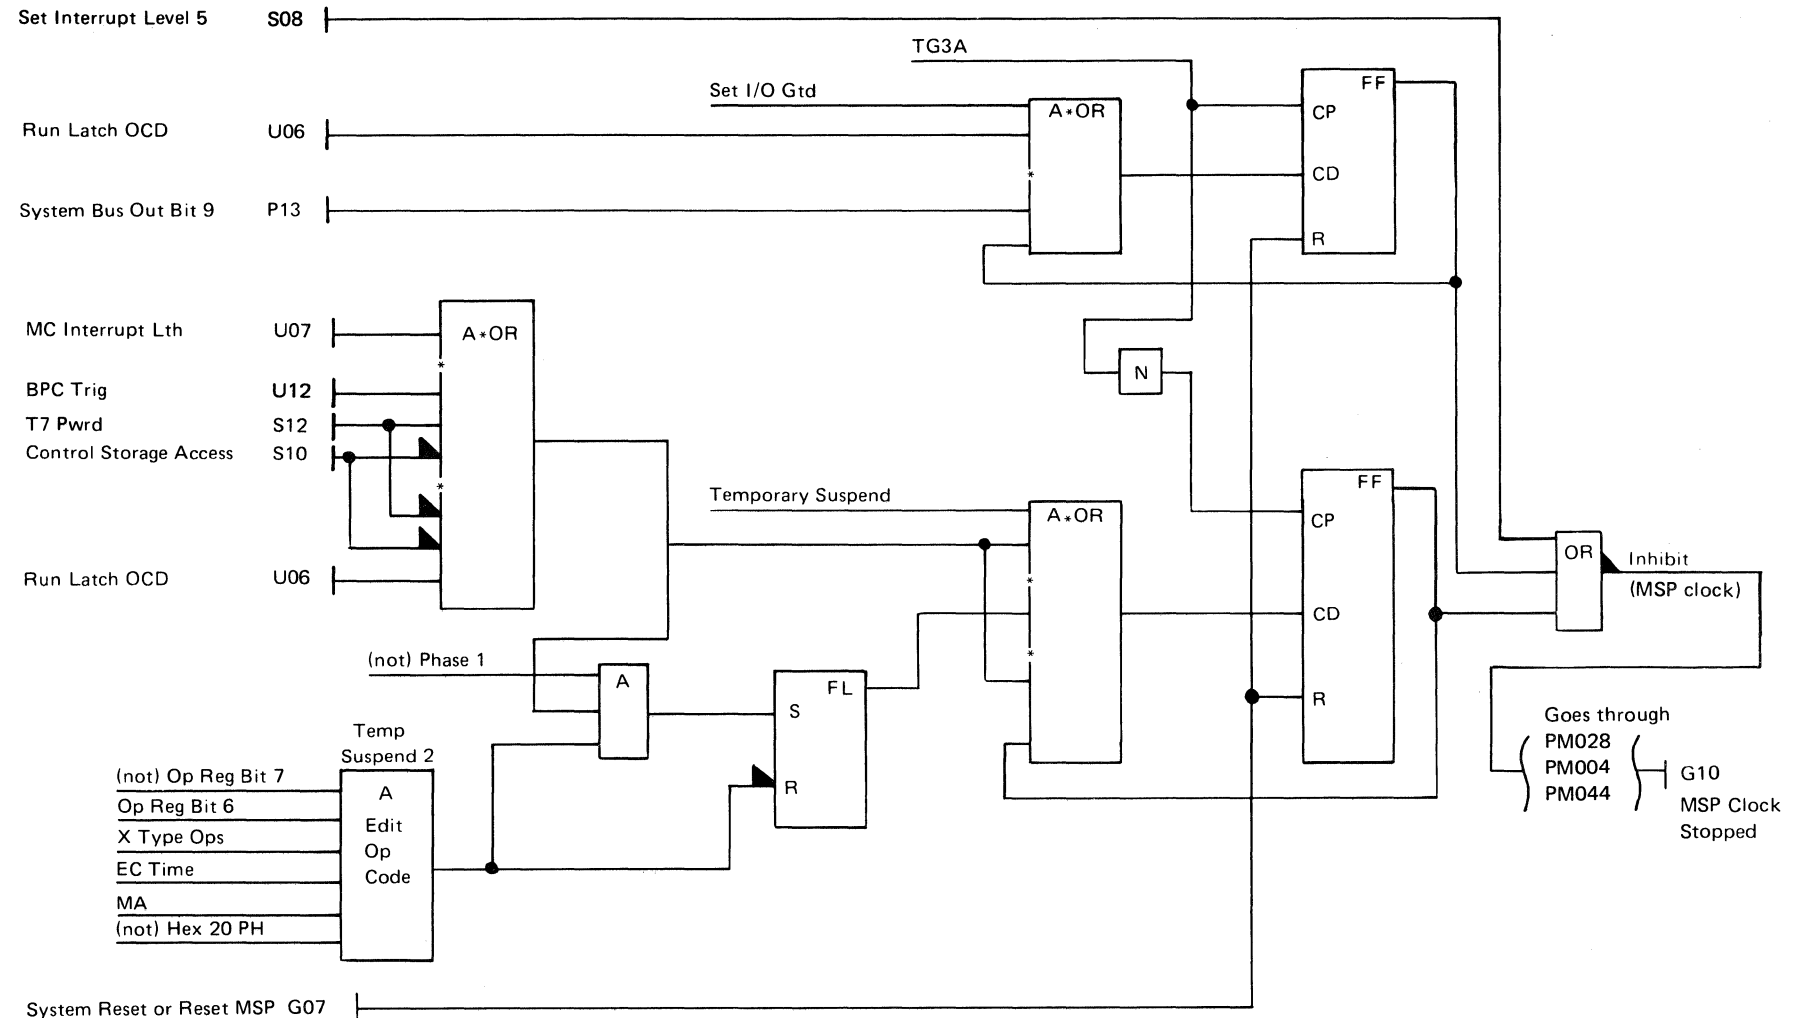 Set Interrupt Level 5 S08
TG3A
Set I/O Gtd
Run Latch OCD U06
System Bus Out Bit 9 P13
A*OR
*
FF
CP
CD
R
MC Interrupt Lth U07
BPC Trig U12
T7 Pwrd S12
Control Storage Access S10
Run Latch OCD U06
A*OR
*
*
N
Temporary Suspend
A*OR
*
*
FF
CP
CD
R
OR
Inhibit
(MSP clock)
(not) Phase 1
A
FL
S
R
Temp
Suspend 2
(not) Op Reg Bit 7
Op Reg Bit 6
X Type Ops
EC Time
MA
(not) Hex 20 PH
A
Edit
Op
Code
Goes through
PM028
PM004
PM044
G10
MSP Clock
Stopped
System Reset or Reset MSP G07